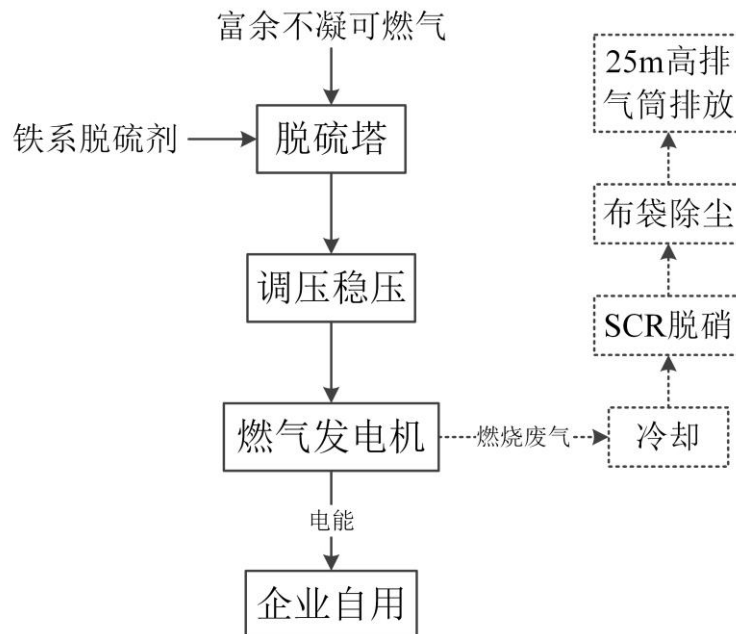 富余不凝可燃气
铁系脱硫剂
脱硫塔
调压稳压
燃气发电机
电能
企业自用
燃烧废气
冷却
SCR脱硝
布袋除尘
25m高排
气筒排放